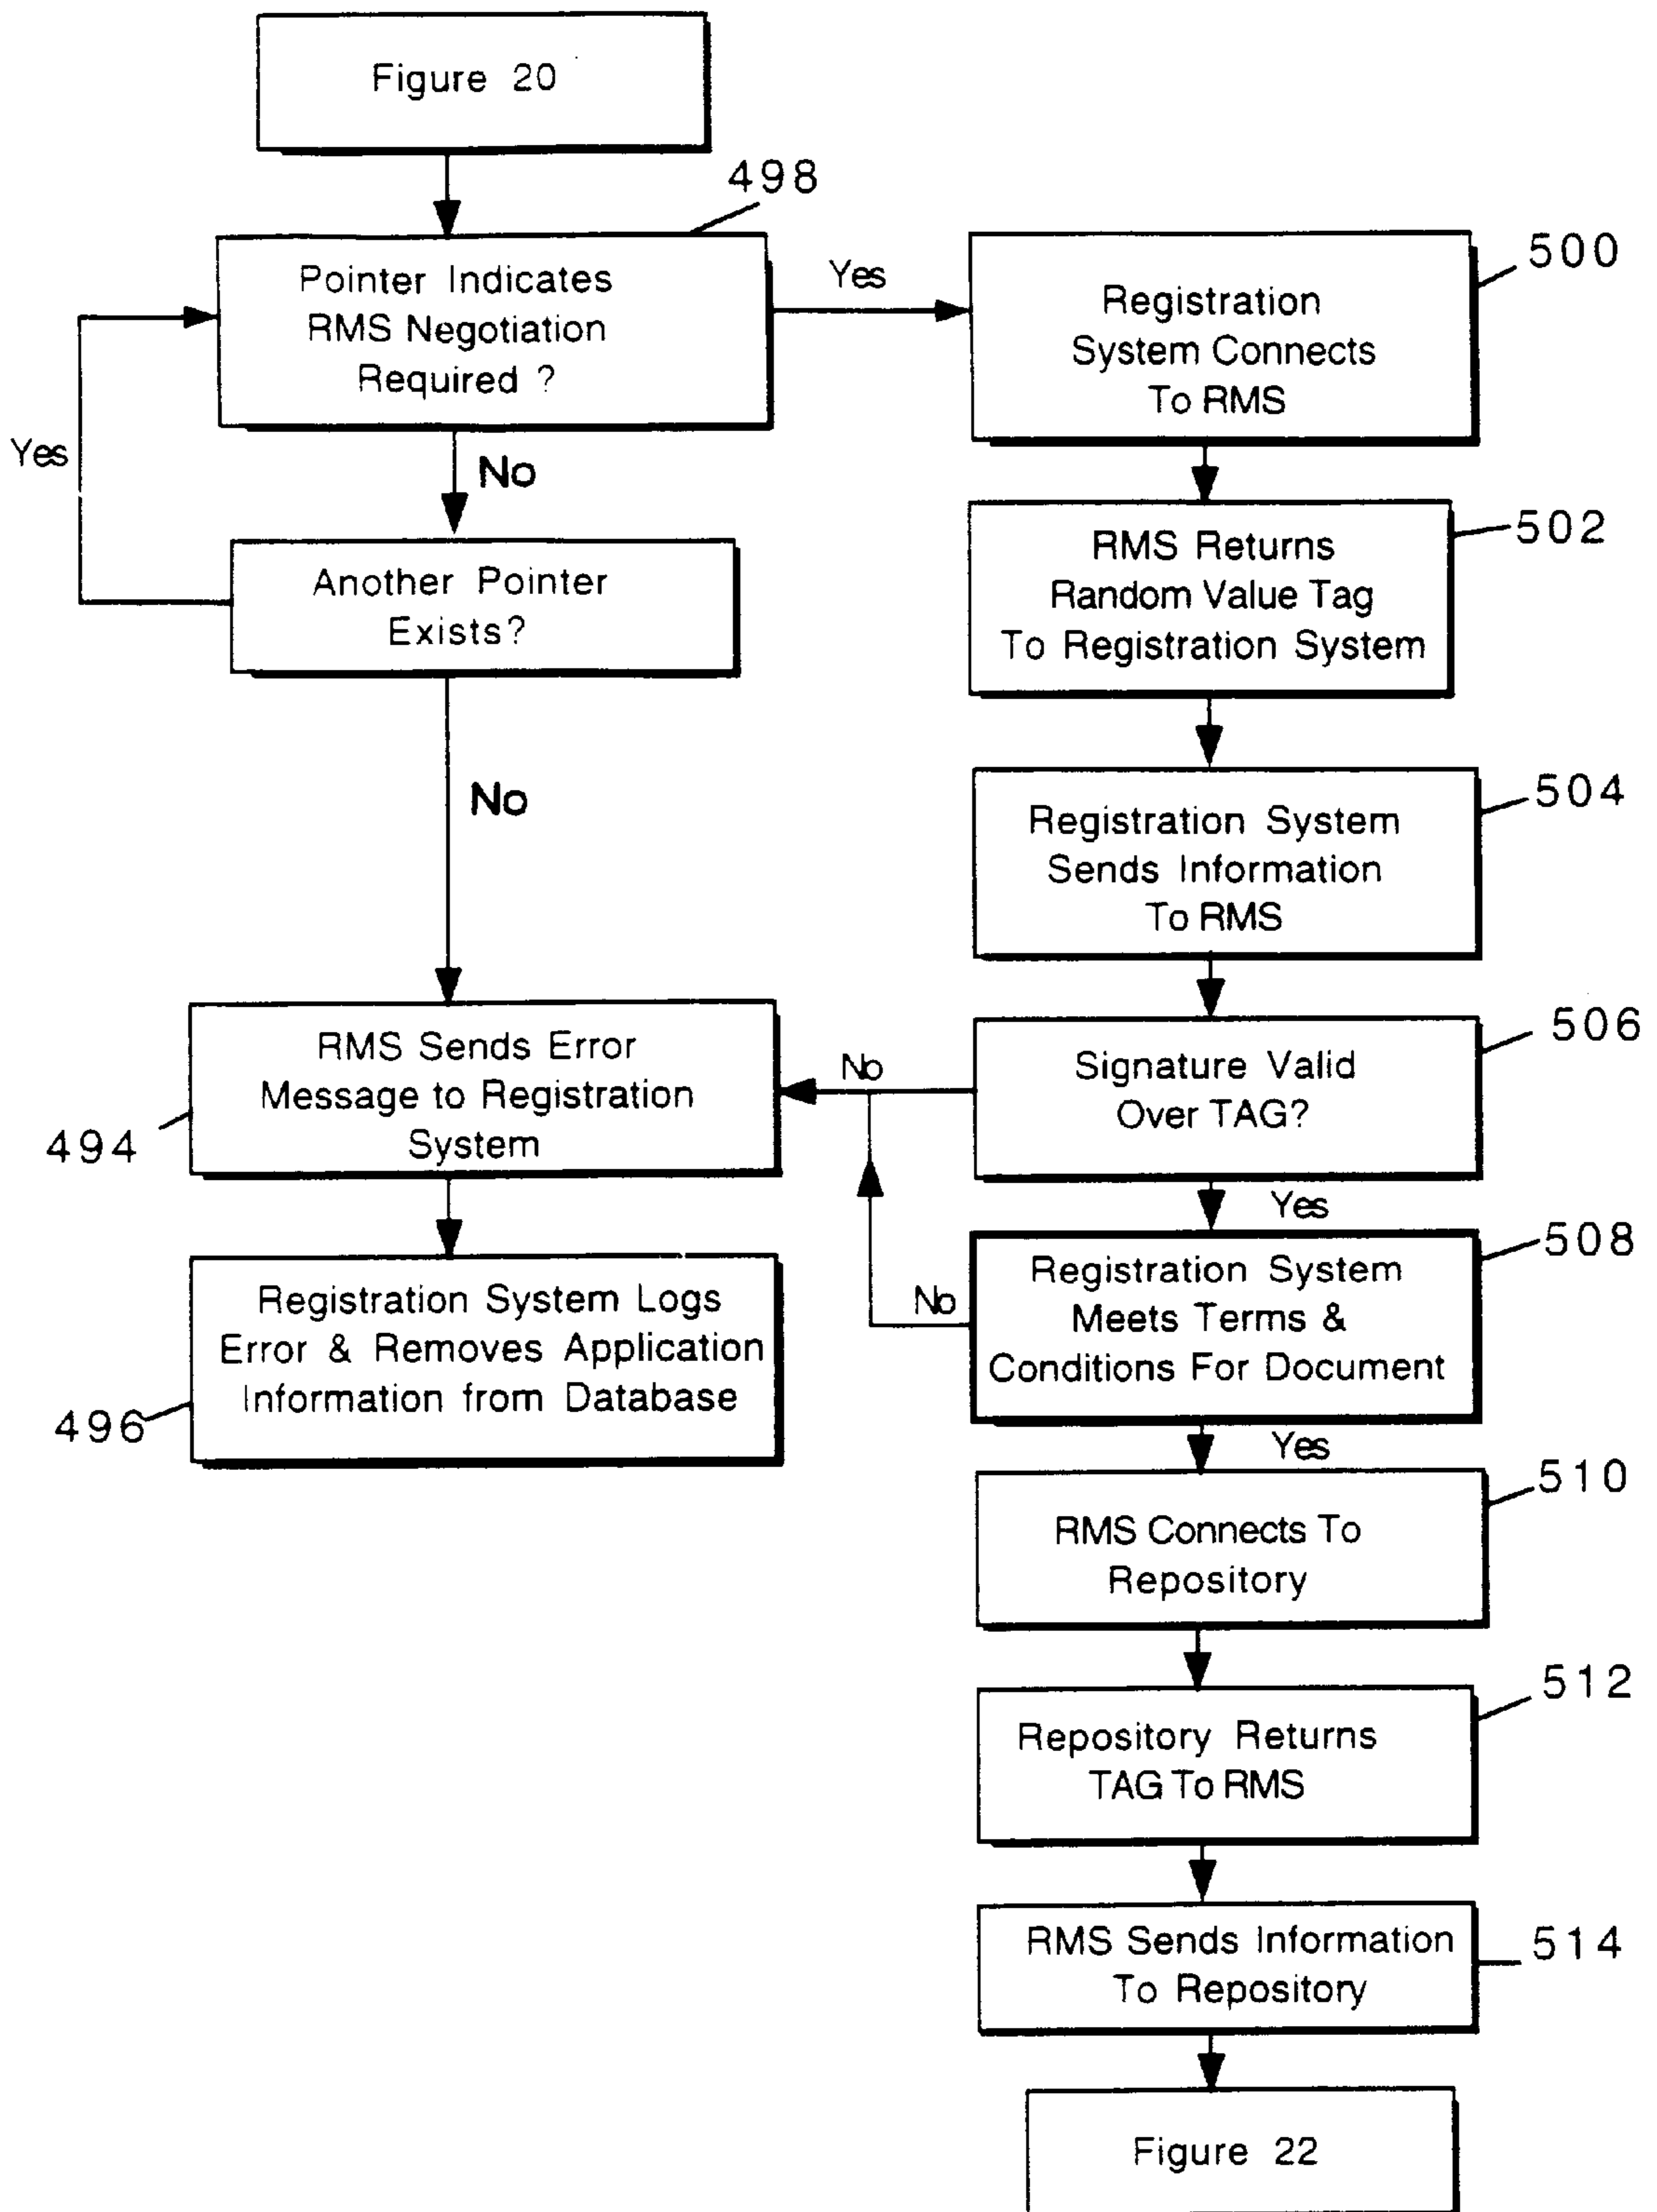 Figure 20
498
Pointer Indicates
RMS Negotiation
Required ?
Yes
Yes
No
Another Pointer
Exists?
No
RMS Sends Error
Message to Registration
System
494
Registration System Logs
Error & Removes Application
Information from Database
496
500
Registration
System Connects
To RMS
502
RMS Returns
Random Value Tag
To Registration System
504
Registration System
Sends Information
To RMS
506
Signature Valid
Over TAG?
No
Yes
508
Registration System
Meets Terms &
Conditions For Document
No
Yes
510
RMS Connects To
Repository
512
Repository Returns
TAG To RMS
514
RMS Sends Information
To Repository
Figure 22